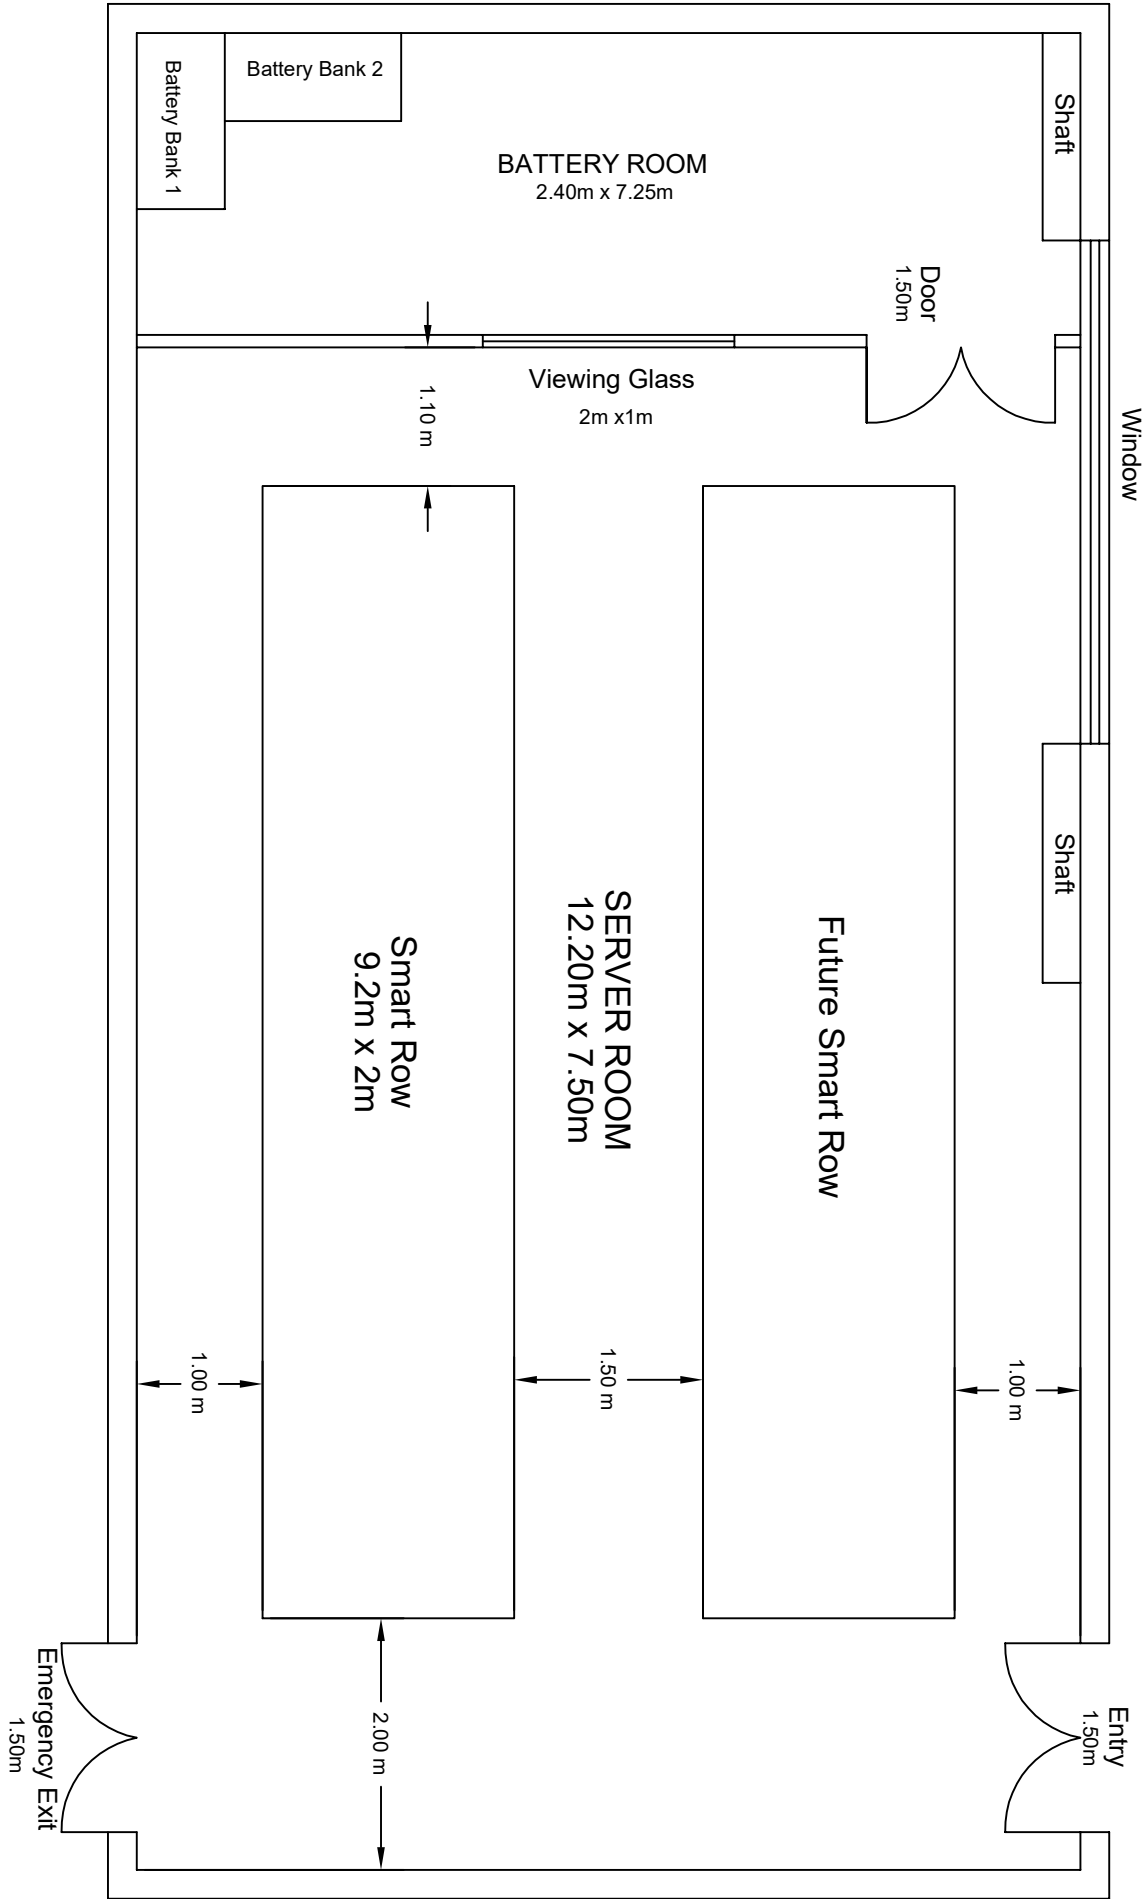 Battery Bank 1
Battery Bank 2
BATTERY ROOM
2.40m x 7.25m
Shaft
Door
1.50m
Window
Viewing Glass
2m x1m
1.10 m
Shaft
Future Smart Row
SERVER ROOM
12.20m x 7.50m
Smart Row
9.2m x 2m
1.00 m
1.50 m
1.00 m
2.00 m
Emergency Exit
1.50m
Entry
1.50m